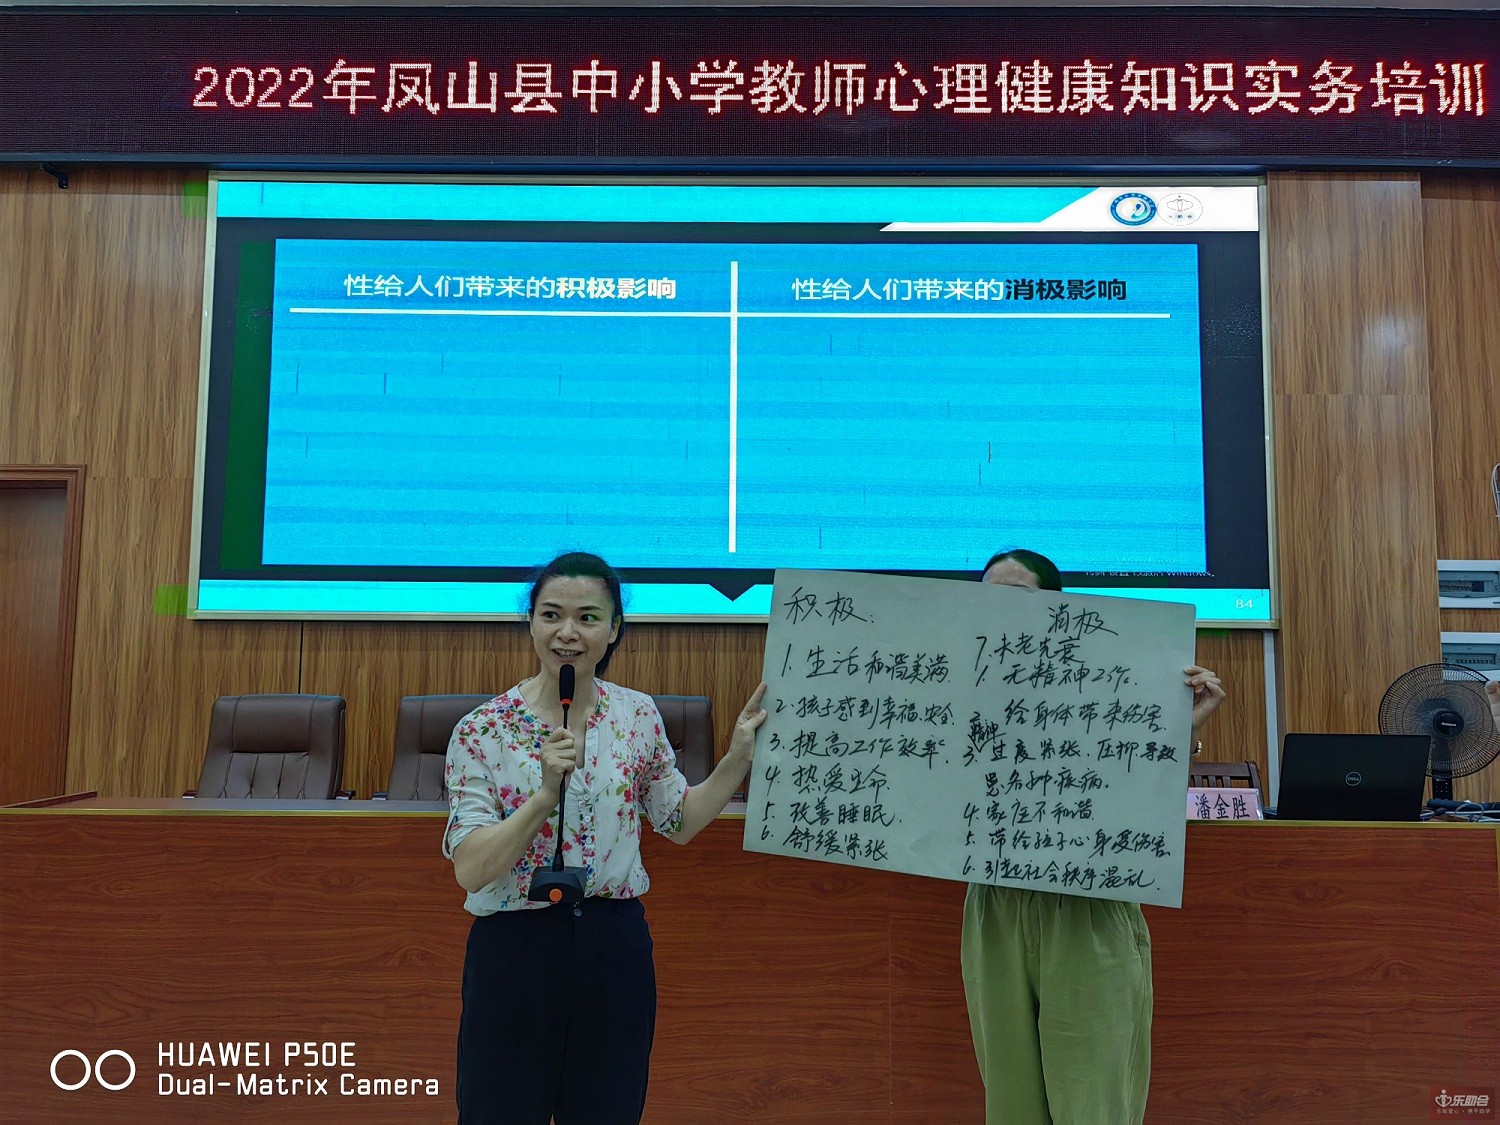 2022年凤山县中小学教师心理健康知识实务培训
性给人们带来的积极影响
性给人们带来的消极影响
84
积极:
1. 生活和谐美满
2. 孩子感到幸福、安全
3. 提高工作效率
4. 热爱生命
5. 改善睡眠.
6. 舒缓紧张
消极
7. 未老先衰
1. 无精神工作.
2. 给身体带来伤害
精神
3. 过度紧张、压抑.导致
患各种疾病.
4. 家庭不和谐
5. 带给孩子心身受伤害
6. 引起社会秩序混乱.
潘金胜
DELL
HUAWEI P50E
Dual-Matrix Camera
乐助会